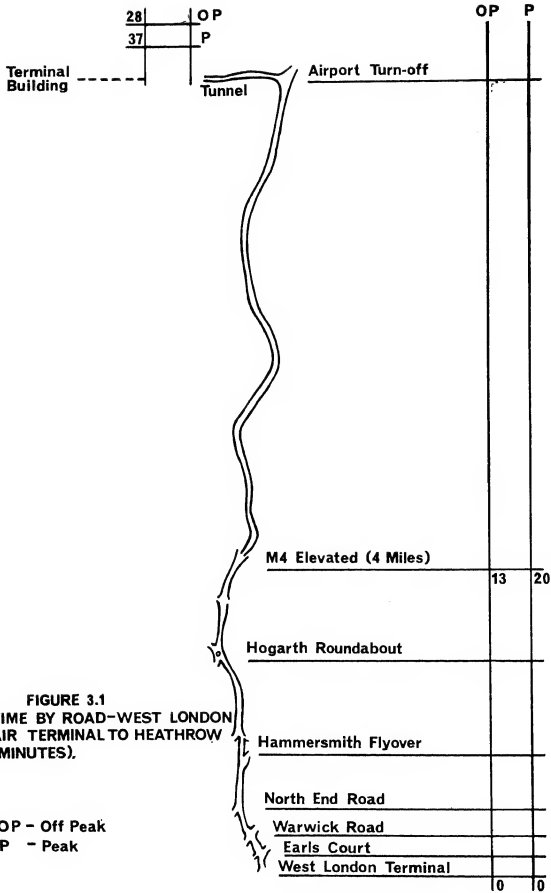 OP P
28 OP
37 P
Terminal
Building
Tunnel
Airport Turn-off
M4 Elevated (4 Miles)
13 20
Hogarth Roundabout
FIGURE 3.1
IME BY ROAD-WEST LONDON
AIR TERMINAL TO HEATHROW
MINUTES).
Hammersmith Flyover
North End Road
OP - Off Peak
P - Peak
Warwick Road
Earls Court
West London Terminal
0 0